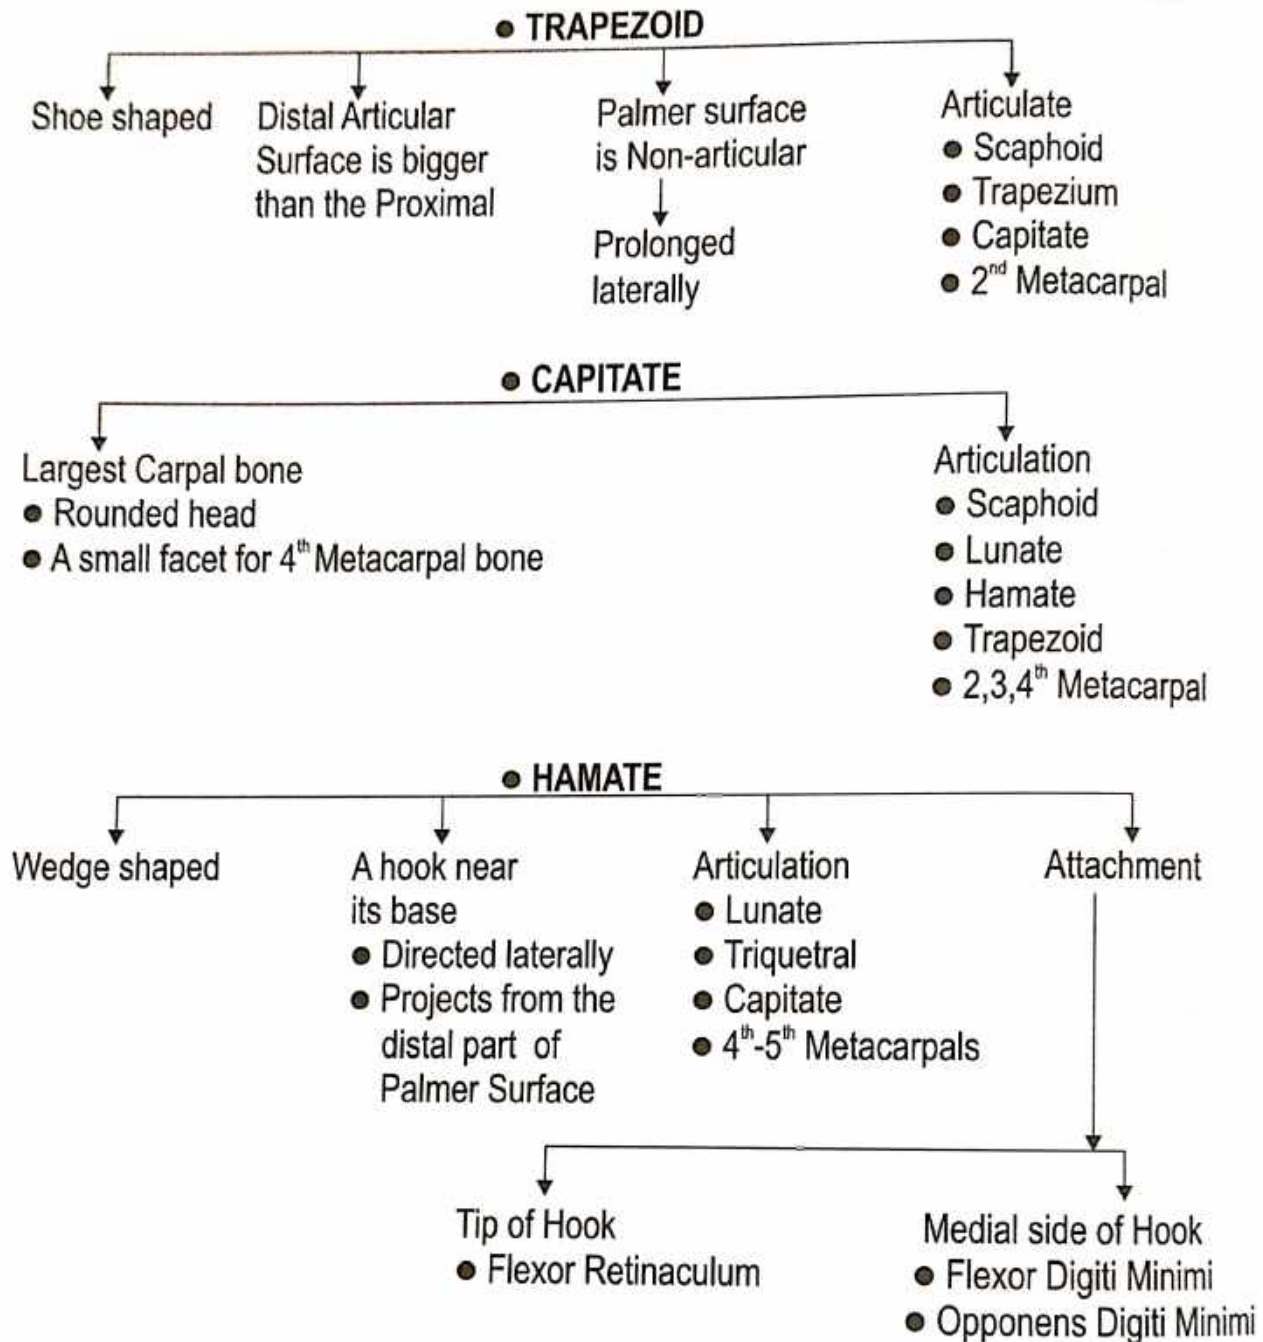 ● TRAPEZOID
Shoe shaped
Distal Articular
Surface is bigger
than the Proximal
Palmer surface
is Non-articular
Prolonged
laterally
Articulate
● Scaphoid
● Trapezium
● Capitate
● 2nd Metacarpal
● CAPITATE
Largest Carpal bone
● Rounded head
● A small facet for 4th Metacarpal bone
Articulation
● Scaphoid
● Lunate
● Hamate
● Trapezoid
● 2,3,4th Metacarpal
● HAMATE
Wedge shaped
A hook near
its base
● Directed laterally
● Projects from the
distal part of
Palmer Surface
Articulation
● Lunate
● Triquetral
● Capitate
● 4th-5th Metacarpals
Attachment
Tip of Hook
● Flexor Retinaculum
Medial side of Hook
● Flexor Digiti Minimi
● Opponens Digiti Minimi